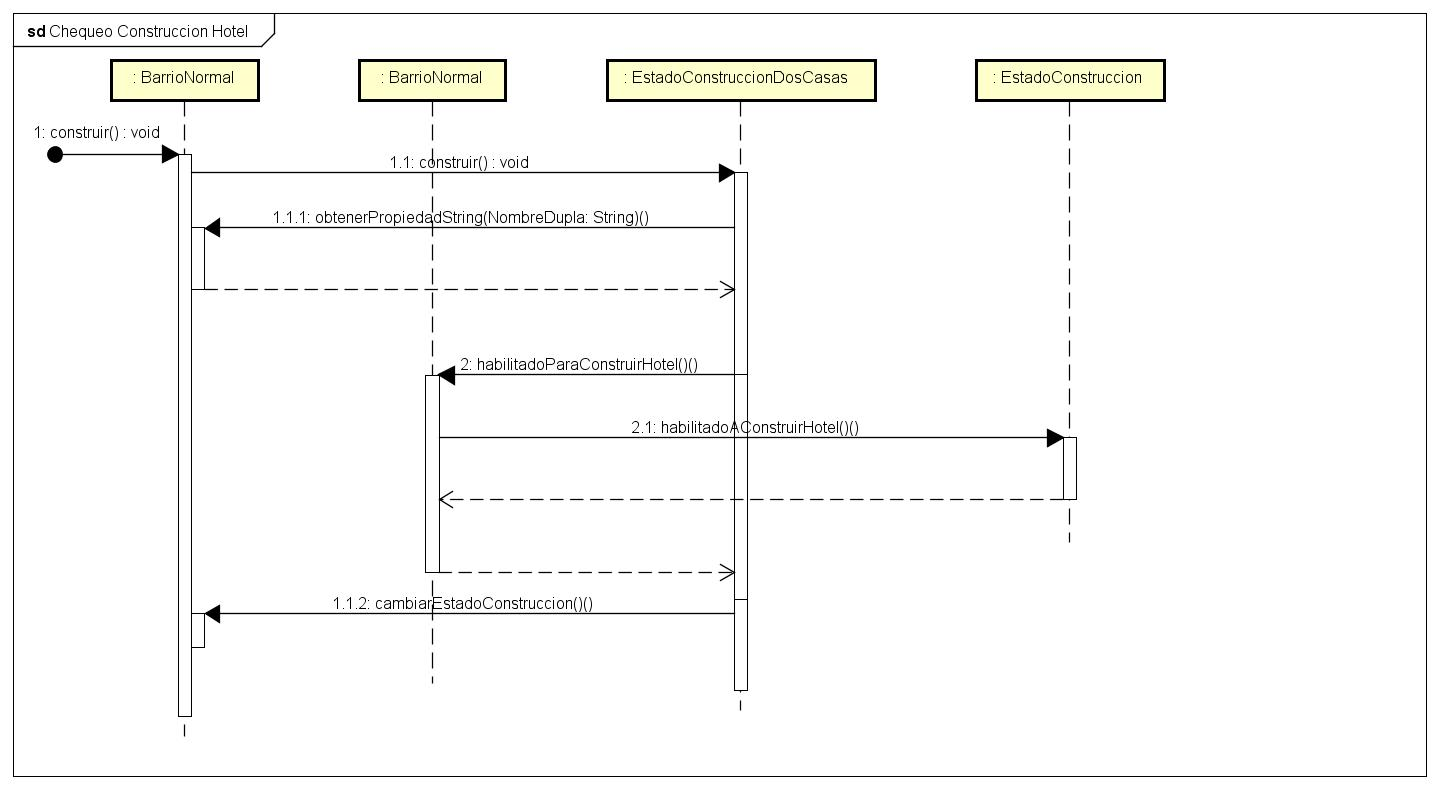 sd Chequeo Construccion Hotel
: BarrioNormal
: BarrioNormal
: EstadoConstruccionDosCasas
: EstadoConstruccion
1: construir() : void
1.1: construir() : void
1.1.1: obtenerPropiedadString(NombreDupla: String)()
2: habilitadoParaConstruirHotel()()
2.1: habilitadoAConstruirHotel()()
1.1.2: cambiarEstadoConstruccion()()